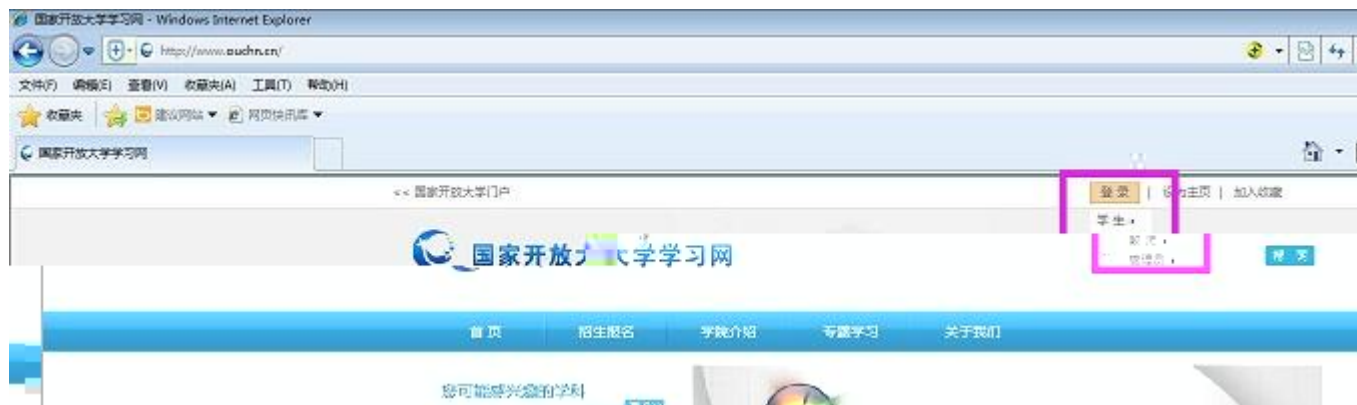 国家开放大学学习网 - Windows Internet Explorer
http://www.ouchn.cn/
文件(F) 编辑(E) 查看(V) 收藏夹(A) 工具(T) 帮助(H)
收藏夹 建议网站 网页快讯库
国家开放大学学习网
<< 国家开放大学门户 登录 | 设为主页 | 加入收藏
学生
教师
管理员
国家开放大学学习网
首页 招生报名 学院介绍 专题学习 关于我们
您可能感兴趣的学科